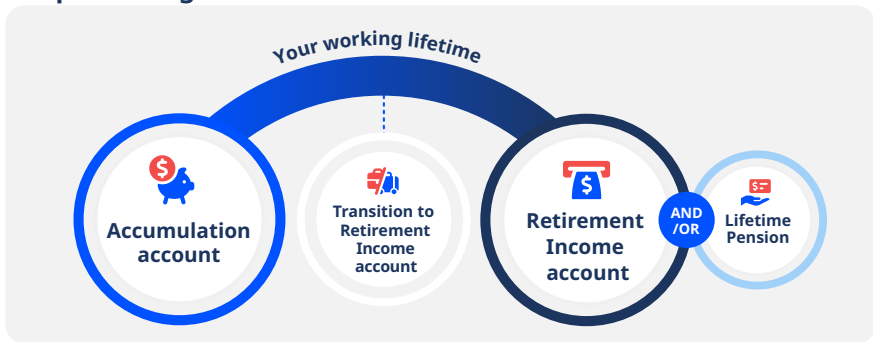 Your working lifetime
Accumulation
account
Transition to
Retirement
Income
account
Retirement
Income
account
AND
/OR
Lifetime
Pension
$
$
$